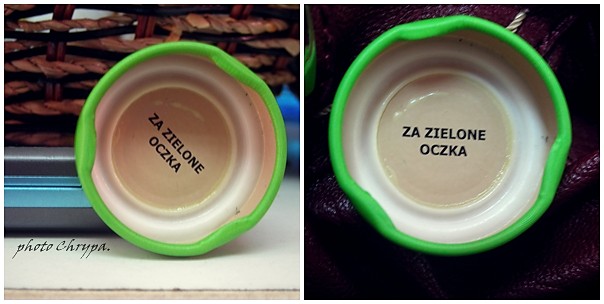 ZA ZIELONE
OCZKA
photo Chrypa.
ZA ZIELONE
OCZKA